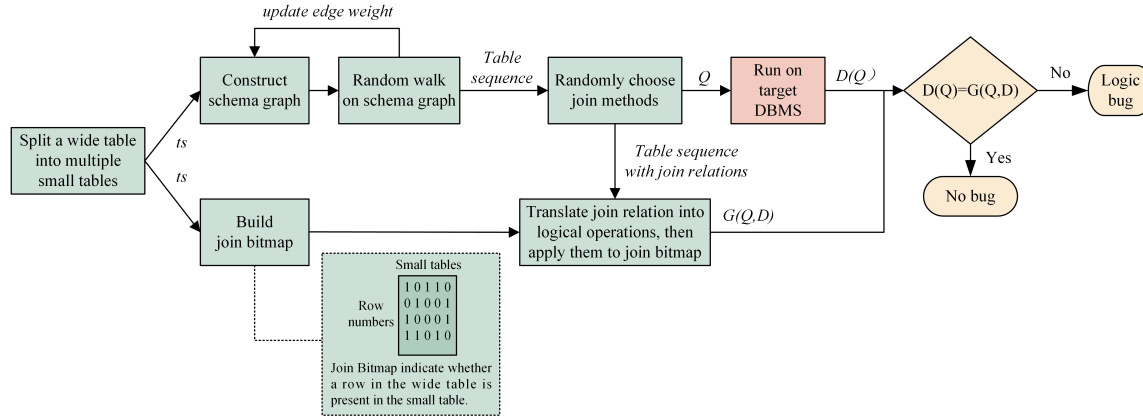 update edge weight
Construct
schema graph
Random walk
on schema graph
Table
sequence
Randomly choose
join methods
Q
Run on
target
DBMS
D(Q)
D(Q)=G(Q,D)
No
Logic
bug
Yes
No bug
Split a wide table
into multiple
small tables
ts
ts
Table sequence
with join relations
Build
join bitmap
Translate join relation into
logical operations, then
apply them to join bitmap
G(Q,D)
Small tables
Row
numbers
1 0 1 1 0
0 1 0 0 1
1 0 0 0 1
1 1 0 1 0
Join Bitmap indicate whether
a row in the wide table is
present in the small table.